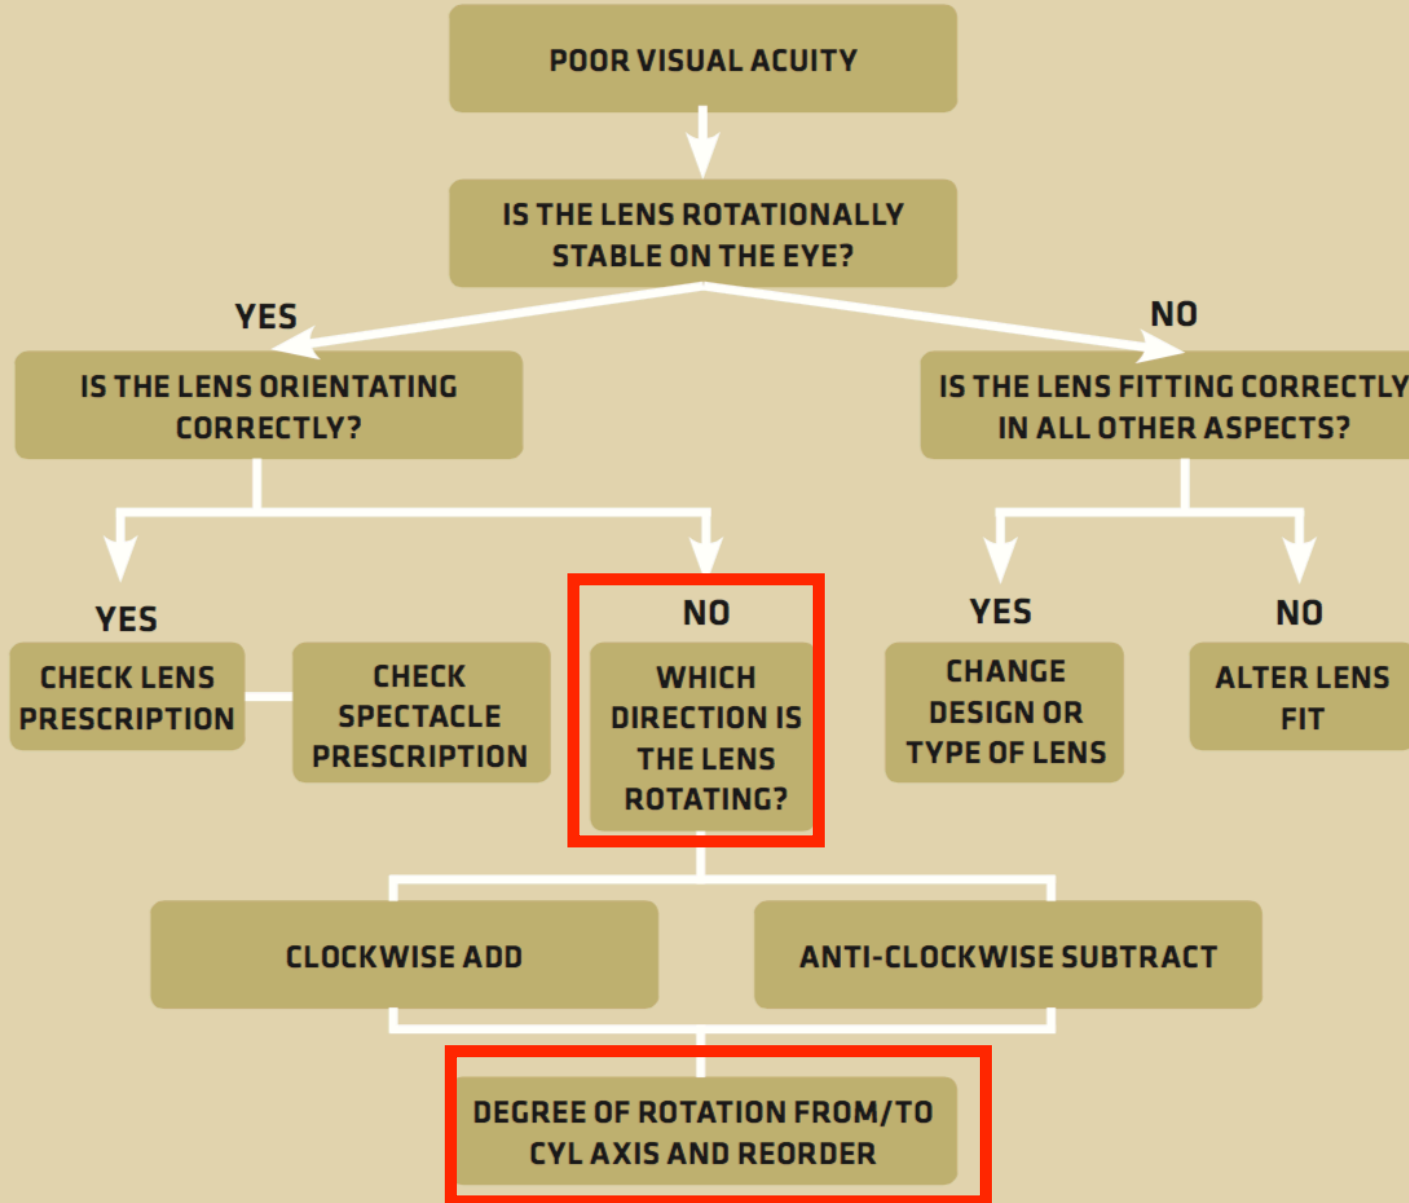 POOR VISUAL ACUITY
IS THE LENS ROTATIONALLY
STABLE ON THE EYE?
YES
NO
IS THE LENS ORIENTATING
CORRECTLY?
IS THE LENS FITTING CORRECTLY
IN ALL OTHER ASPECTS?
YES
NO
YES
NO
CHECK LENS
PRESCRIPTION
CHECK
SPECTACLE
PRESCRIPTION
WHICH
DIRECTION IS
THE LENS
ROTATING?
CHANGE
DESIGN OR
TYPE OF LENS
ALTER LENS
FIT
CLOCKWISE ADD
ANTI-CLOCKWISE SUBTRACT
DEGREE OF ROTATION FROM/TO
CYL AXIS AND REORDER